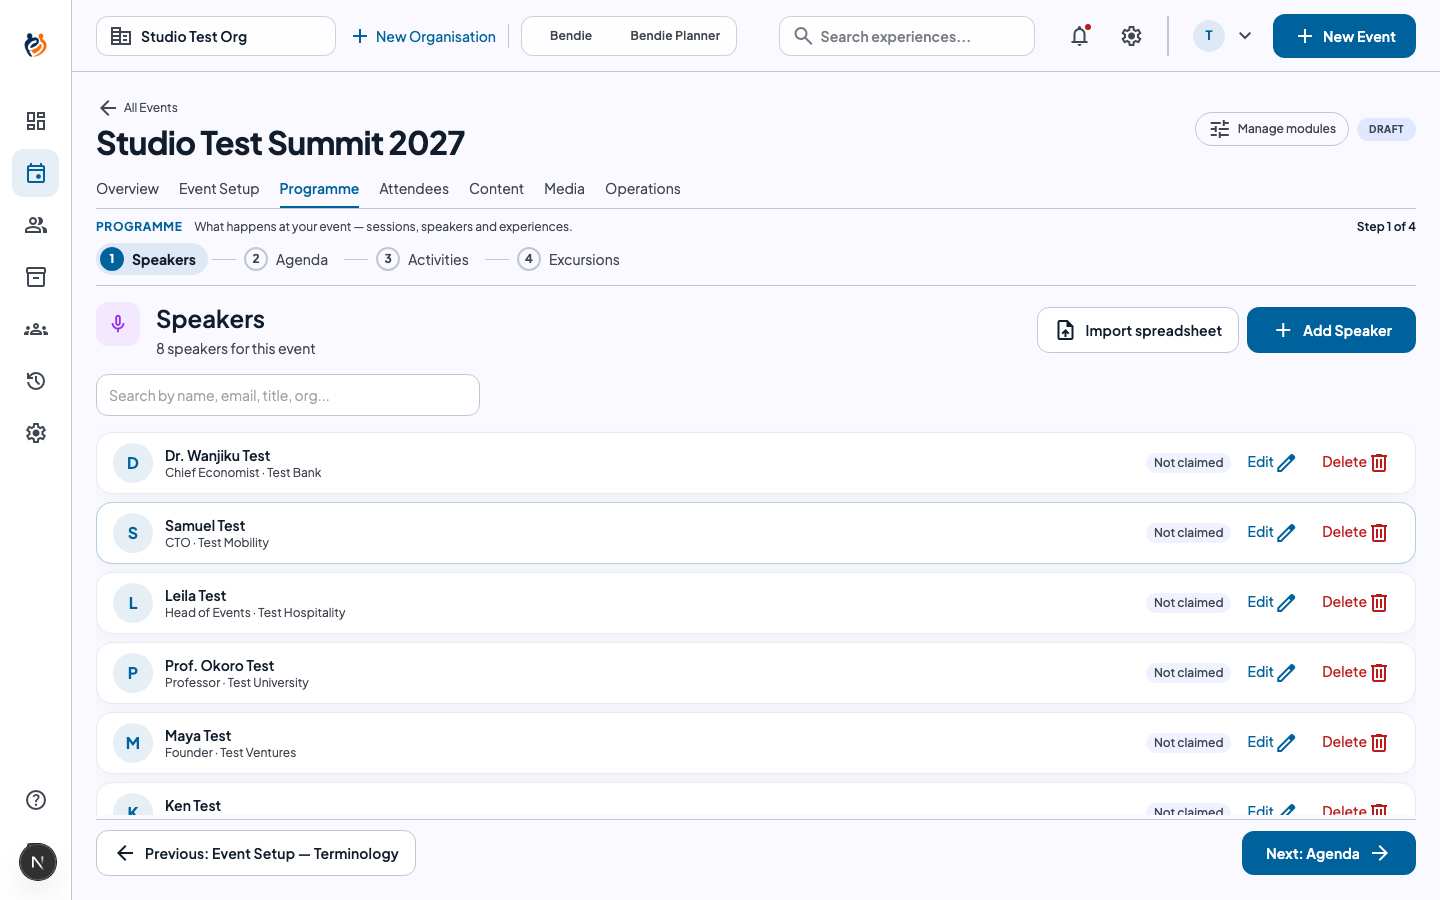 Studio Test Org
New Organisation
Bendie
Bendie Planner
Search experiences...
T
New Event
All Events
Studio Test Summit 2027
Manage modules
DRAFT
Overview
Event Setup
Programme
Attendees
Content
Media
Operations
PROGRAMME
What happens at your event — sessions, speakers and experiences.
Step 1 of 4
1 Speakers
2 Agenda
3 Activities
4 Excursions
Speakers
8 speakers for this event
Import spreadsheet
Add Speaker
Search by name, email, title, org...
D
Dr. Wanjiku Test
Chief Economist · Test Bank
Not claimed
Edit
Delete
S
Samuel Test
CTO · Test Mobility
Not claimed
Edit
Delete
L
Leila Test
Head of Events · Test Hospitality
Not claimed
Edit
Delete
P
Prof. Okoro Test
Professor · Test University
Not claimed
Edit
Delete
M
Maya Test
Founder · Test Ventures
Not claimed
Edit
Delete
K
Ken Test
Not claimed
Edit
Delete
N
Previous: Event Setup — Terminology
Next: Agenda